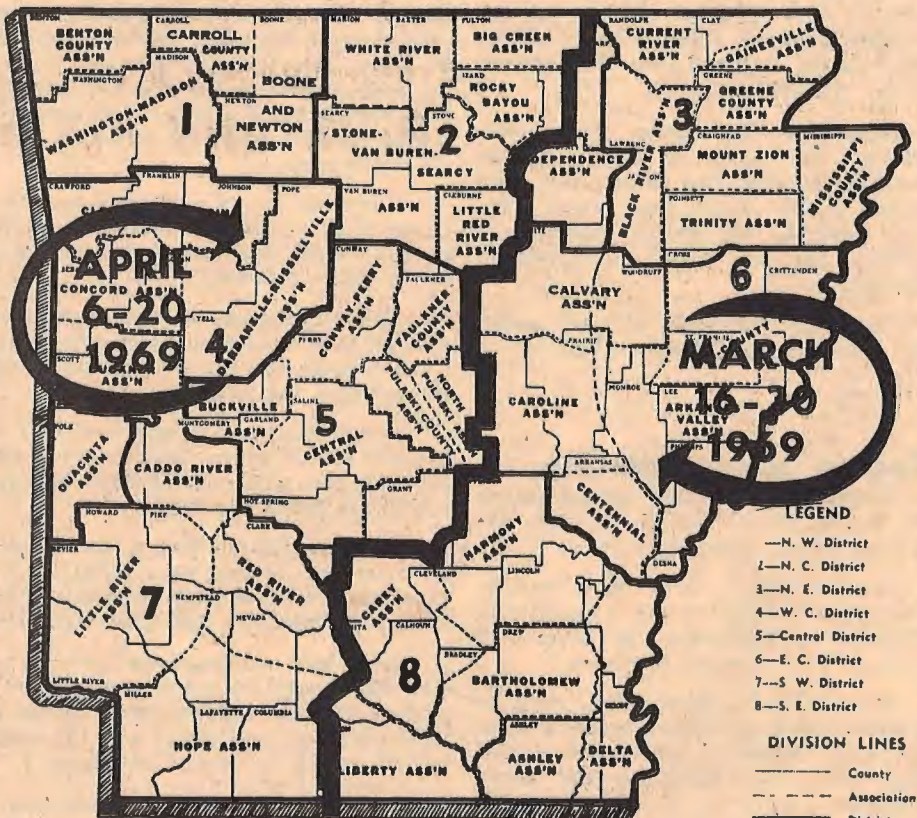 BENTON
CARROLL
BOONE
MARION
BAXTER
FULTON
RANDOLPH
CLAY
BENTON
COUNTY
ASS'N
CARROLL
COUNTY
ASS'N
MADISON
WASHINGTON
WASHINGTON-MADISON
ASS'N
1
BOONE
NEWTON
AND
NEWTON
ASS'N
WHITE RIVER
ASS'N
BIG CREEK
ASS'N
IZARD
ROCKY
BAYOU
ASS'N
SEARCY
STONE
STONE-
VAN BUREN-
SEARCY
2
VAN BUREN
ASS'N
CLEBURNE
LITTLE
RED
RIVER
ASS'N
CURRENT
RIVER
ASS'N
GAINESVILLE
ASS'N
GREENE
GREENE
COUNTY
ASS'N
3
BLACK RIVER
ASS'N
CRAIGHEAD
MOUNT ZION
ASS'N
MISSISSIPPI
MISSISSIPPI
COUNTY
ASS'N
DEPENDENCE
ASS'N
POINSETT
TRINITY ASS'N
CROSS
CRAWFORD
FRANKLIN
JOHNSON
POPE
APRIL
6-20
1969
CONCORD ASS'N
SCOTT
ASS'N
YELL
4
DARDANELLE-RUSSELLVILLE
ASS'N
CONWAY
CONWAY-PERRY
ASS'N
PERRY
FAULKNER
FAULKNER
COUNTY
ASS'N
NORTH
PULASKI
ASS'N
PULASKI COUNTY
ASS'N
WOODRUFF
CALVARY
ASS'N
6
CRITTENDEN
PRAIRIE
MONROE
COUNTY
LEE
VALLEY
ASS'N
MARCH
16-30
1969
CAROLINE
ASS'N
ARKANSAS
CENTENNIAL
ASS'N
DESHA
BUCKVILLE
ASS'N
MONTGOMERY
GARLAND
SALINE
5
CENTRAL
ASS'N
HOT SPRING
GRANT
POLK
OUACHITA
ASS'N
CADDO RIVER
ASS'N
HOWARD
PIKE
CLARK
RED RIVER
ASS'N
LITTLE RIVER
ASS'N
7
HEMPSTEAD
NEVADA
LITTLE RIVER
MILLER
LAFAYETTE
COLUMBIA
HOPE ASS'N
HARMONY
ASS'N
CLEVELAND
LINCOLN
CAREY
ASS'N
CALHOUN
8
BRADLEY
DREW
BARTHOLOMEW
ASS'N
ASHLEY
ASHLEY
ASS'N
DELTA
ASS'N
LIBERTY ASS'N
LEGEND
—N. W. District
2—N. C. District
3—N. E. District
4—W. C. District
5—Central District
6—E. C. District
7—S W. District
8—S. E. District
DIVISION LINES
County
Association